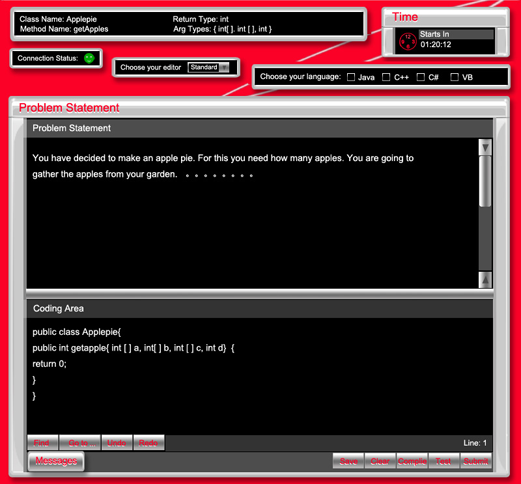 Class Name: Applepie
Return Type: int
Method Name: getApples
Arg Types: { int[ ]. int [ ], int }
Time
Starts In
01:20:12
Connection Status:
Choose your editor
Standard
Choose your language:
Java
C++
C#
VB
Problem Statement
Problem Statement
You have decided to make an apple pie. For this you need how many apples. You are going to
gather the apples from your garden. 。。。。。。。。
Coding Area
public class Applepie{
public int getapple{ int [ ] a, int[ ] b, int [ ] c, int d} {
return 0;
}
}
Find
Go to...
Undo
Redo
Line: 1
Messages
Save
Clear
Compile
Test
Submit